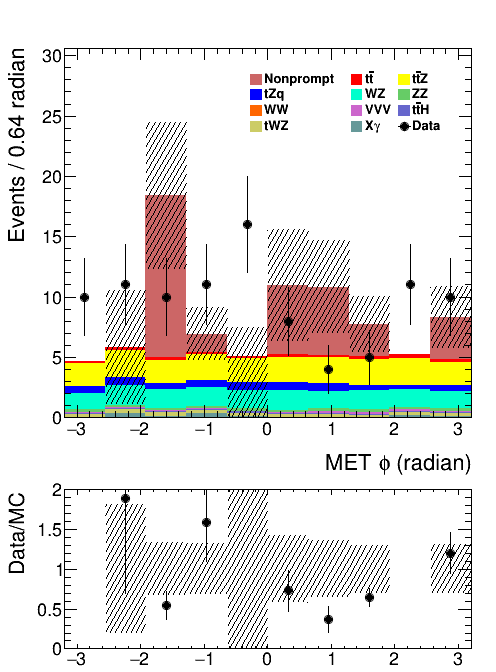 Events / 0.64 radian
30
25
20
15
10
5
0
Nonprompt tt̄ tt̄Z
tZq WZ ZZ
WW VVV tt̄H
tWZ Xγ Data
−3 −2 −1 0 1 2 3
MET ϕ (radian)
Data/MC
2
1.5
1
0.5
0
−3 −2 −1 0 1 2 3